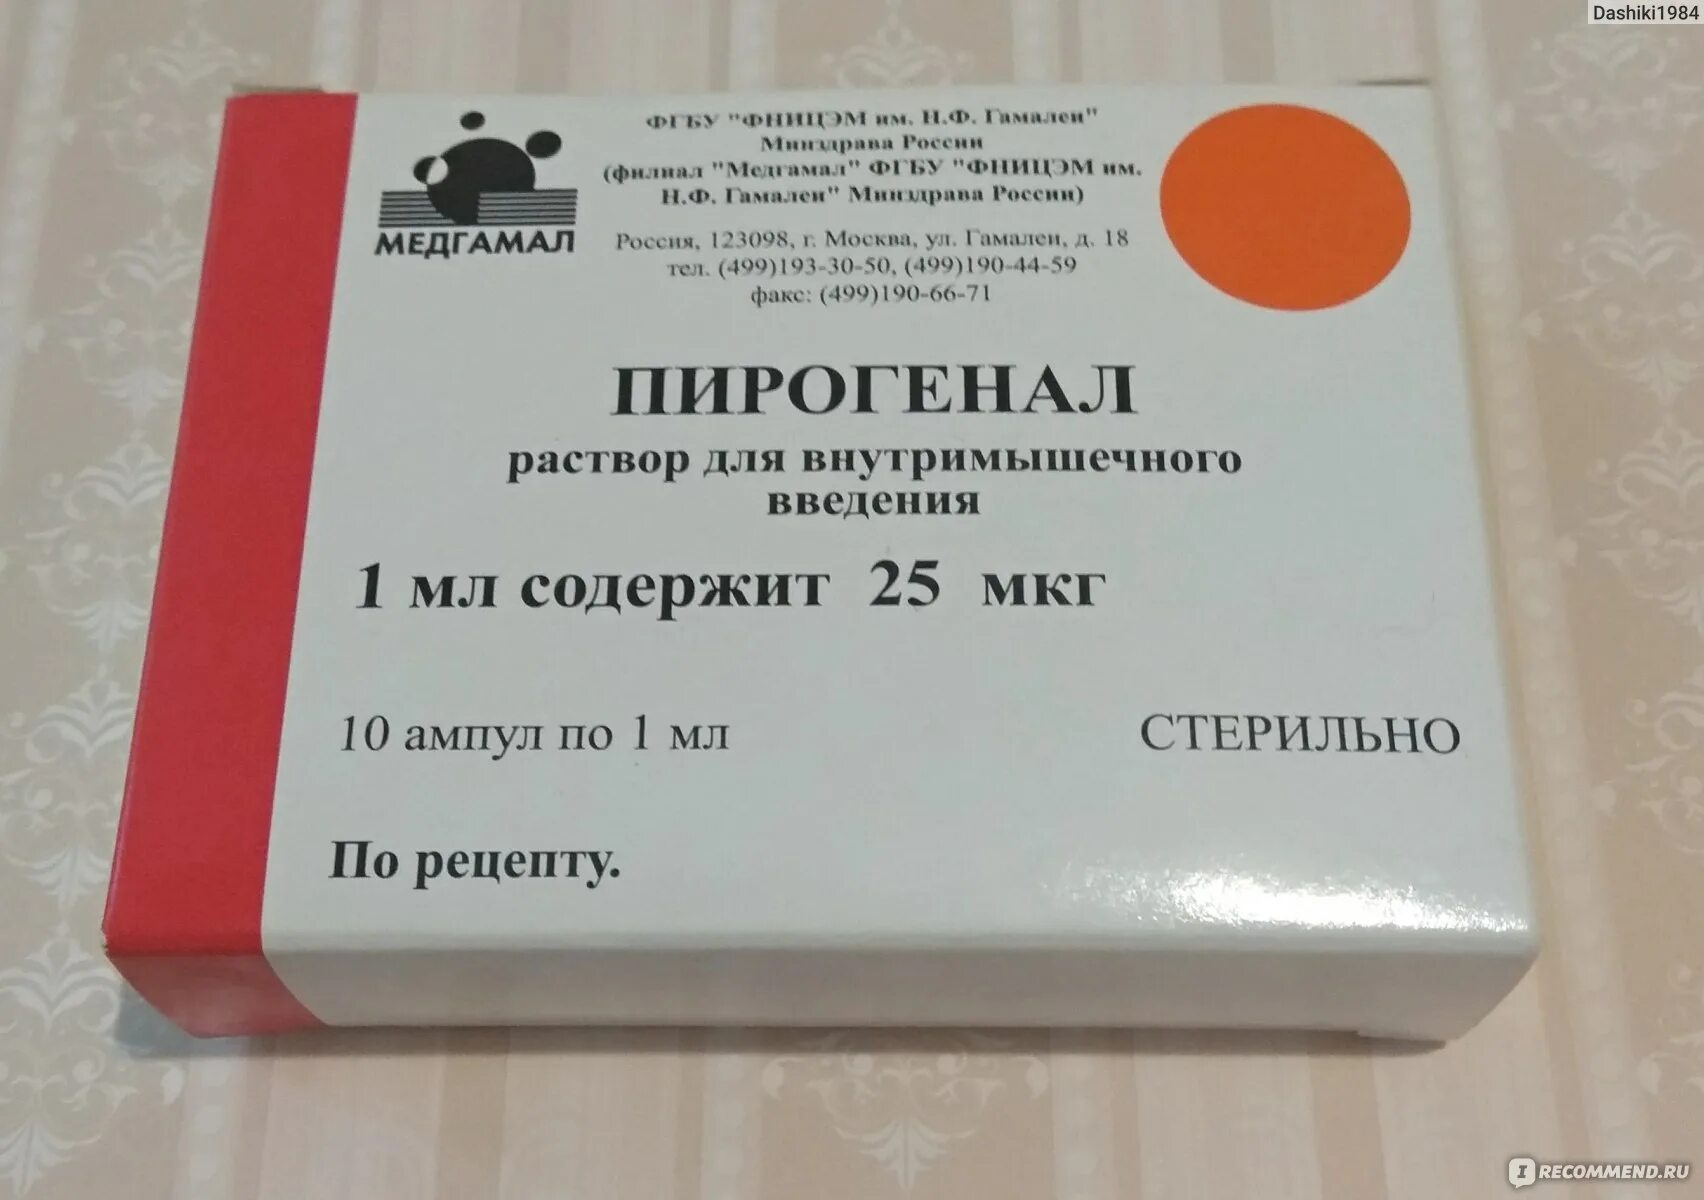 Dashiki1984
МЕДГАМАЛ
ФГБУ "ФНИЦЭМ им. Н.Ф. Гамалеи"
Минздрава России
(филиал "Медгамал" ФГБУ "ФНИЦЭМ им.
Н.Ф. Гамалеи" Минздрава России)
Россия, 123098, г. Москва, ул. Гамалеи, д. 18
тел. (499)193-30-50, (499)190-44-59
факс: (499)190-66-71
ПИРОГЕНАЛ
раствор для внутримышечного
введения
1 мл содержит 25 мкг
10 ампул по 1 мл
СТЕРИЛЬНО
По рецепту.
IRECOMMEND.RU